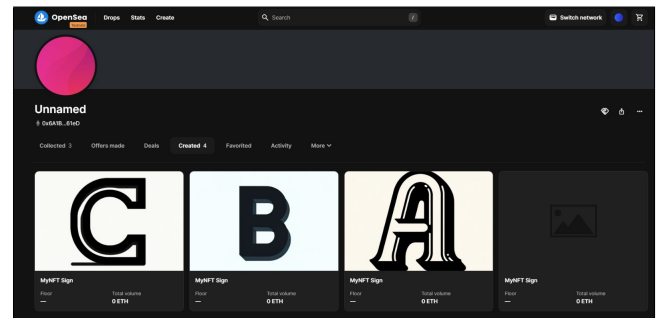 OpenSea
Testnets
Drops Stats Create
Search
/
Switch network
Unnamed
0x6A1B...61eD
Collected 3 Offers made Deals Created 4 Favorited Activity More
C B A
MyNFT Sign MyNFT Sign MyNFT Sign MyNFT Sign
Floor Total volume Floor Total volume Floor Total volume Floor Total volume
— 0 ETH — 0 ETH — 0 ETH — 0 ETH